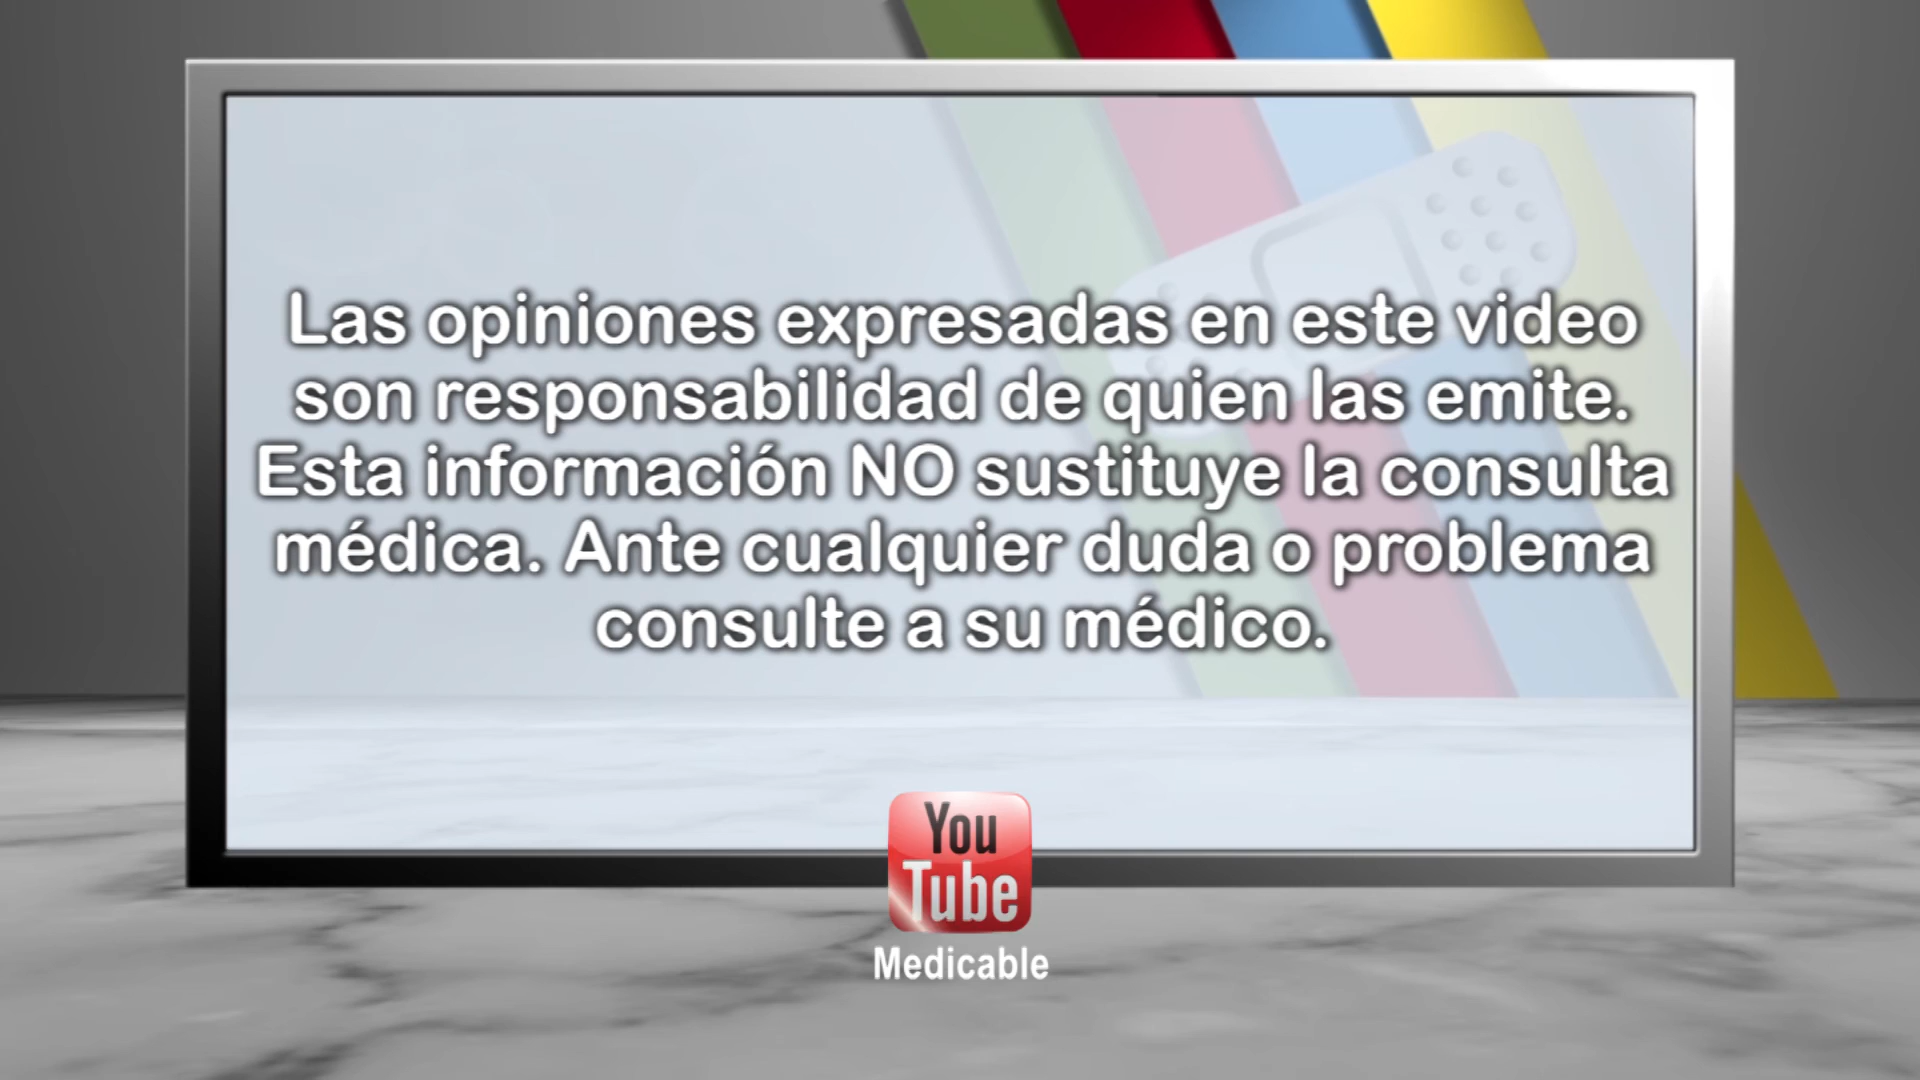 Las opiniones expresadas en este video
son responsabilidad de quien las emite.
Esta información NO sustituye la consulta
médica. Ante cualquier duda o problema
consulte a su médico.
You
Tube
Medicable